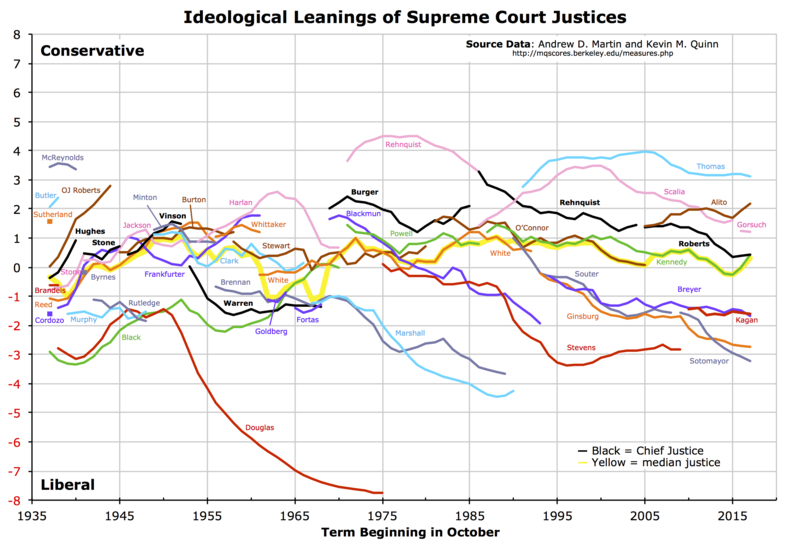 Ideological Leanings of Supreme Court Justices
8
7
6
5
4
3
2
1
0
-1
-2
-3
-4
-5
-6
-7
-8
Conservative
Source Data: Andrew D. Martin and Kevin M. Quinn
http://mqscores.berkeley.edu/measures.php
McReynolds
Butler
Sutherland
OJ Roberts
Hughes
Stone
Stone
Brandeis
Reed
Cordozo
Byrnes
Murphy
Rutledge
Black
Jackson
Minton
Vinson
Burton
Frankfurter
Harlan
Whittaker
Clark
Stewart
White
Brennan
Warren
Goldberg
Fortas
Douglas
Rehnquist
Burger
Blackmun
Powell
Marshall
White
O'Connor
Stevens
Rehnquist
Thomas
Scalia
Souter
Ginsburg
Kennedy
Breyer
Roberts
Alito
Gorsuch
Kagan
Sotomayor
Black = Chief Justice
Yellow = median justice
Liberal
1935 1945 1955 1965 1975 1985 1995 2005 2015
Term Beginning in October